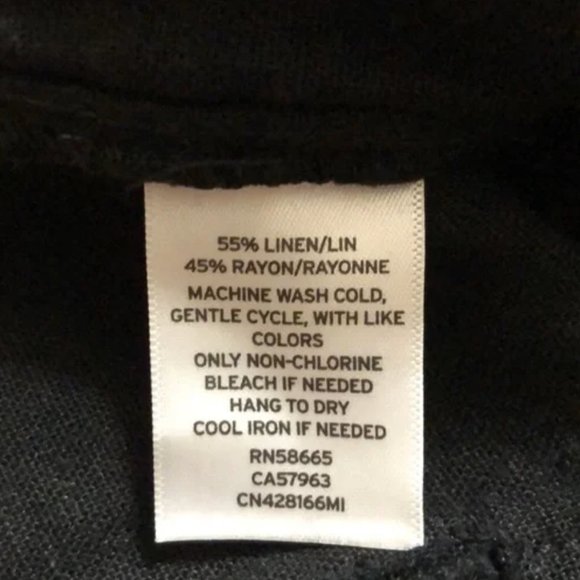 55% LINEN/LIN
45% RAYON/RAYONNE
MACHINE WASH COLD,
GENTLE CYCLE, WITH LIKE
COLORS
ONLY NON-CHLORINE
BLEACH IF NEEDED
HANG TO DRY
COOL IRON IF NEEDED
RN58665
CA57963
CN428166MI